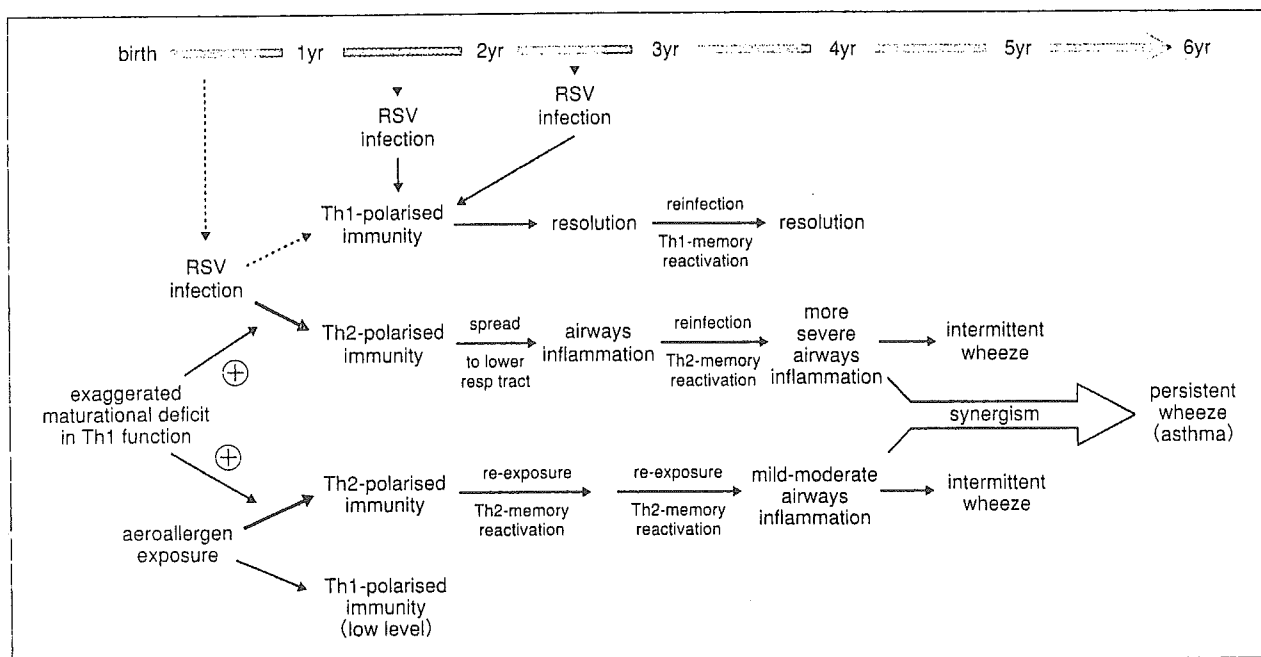 birth 1yr 2yr 3yr 4yr 5yr 6yr
RSV
infection
RSV
infection
Th1-polarised
immunity
resolution
reinfection
Th1-memory
reactivation
resolution
RSV
infection
Th2-polarised
immunity
spread
to lower
resp tract
airways
inflammation
reinfection
Th2-memory
reactivation
more
severe
airways
inflammation
intermittent
wheeze
exaggerated
maturational deficit
in Th1 function
+
+
synergism
persistent
wheeze
(asthma)
aeroallergen
exposure
Th2-polarised
immunity
re-exposure
Th2-memory
reactivation
re-exposure
Th2-memory
reactivation
mild-moderate
airways
inflammation
intermittent
wheeze
Th1-polarised
immunity
(low level)